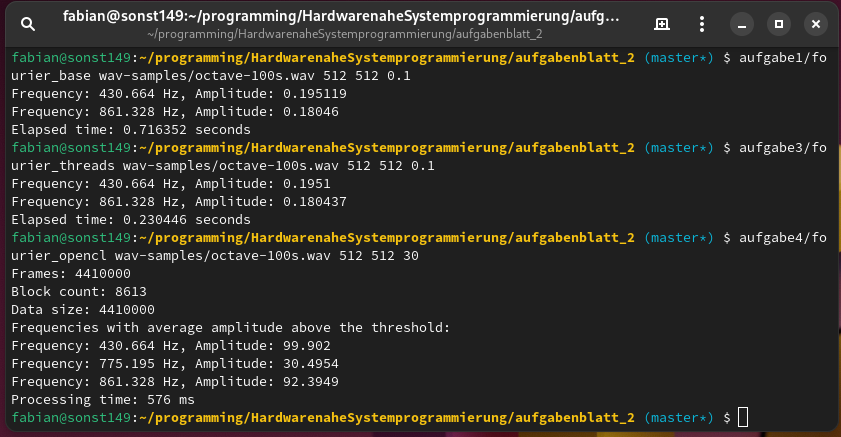 fabian@sonst149:~/programming/HardwarenaheSystemprogrammierung/aufg...
~/programming/HardwarenaheSystemprogrammierung/aufgabenblatt_2
fabian@sonst149:~/programming/HardwarenaheSystemprogrammierung/aufgabenblatt_2 (master*) $ aufgabe1/fo
urier_base wav-samples/octave-100s.wav 512 512 0.1
Frequency: 430.664 Hz, Amplitude: 0.195119
Frequency: 861.328 Hz, Amplitude: 0.18046
Elapsed time: 0.716352 seconds
fabian@sonst149:~/programming/HardwarenaheSystemprogrammierung/aufgabenblatt_2 (master*) $ aufgabe3/fo
urier_threads wav-samples/octave-100s.wav 512 512 0.1
Frequency: 430.664 Hz, Amplitude: 0.1951
Frequency: 861.328 Hz, Amplitude: 0.180437
Elapsed time: 0.230446 seconds
fabian@sonst149:~/programming/HardwarenaheSystemprogrammierung/aufgabenblatt_2 (master*) $ aufgabe4/fo
urier_opencl wav-samples/octave-100s.wav 512 512 30
Frames: 4410000
Block count: 8613
Data size: 4410000
Frequencies with average amplitude above the threshold:
Frequency: 430.664 Hz, Amplitude: 99.902
Frequency: 775.195 Hz, Amplitude: 30.4954
Frequency: 861.328 Hz, Amplitude: 92.3949
Processing time: 576 ms
fabian@sonst149:~/programming/HardwarenaheSystemprogrammierung/aufgabenblatt_2 (master*) $